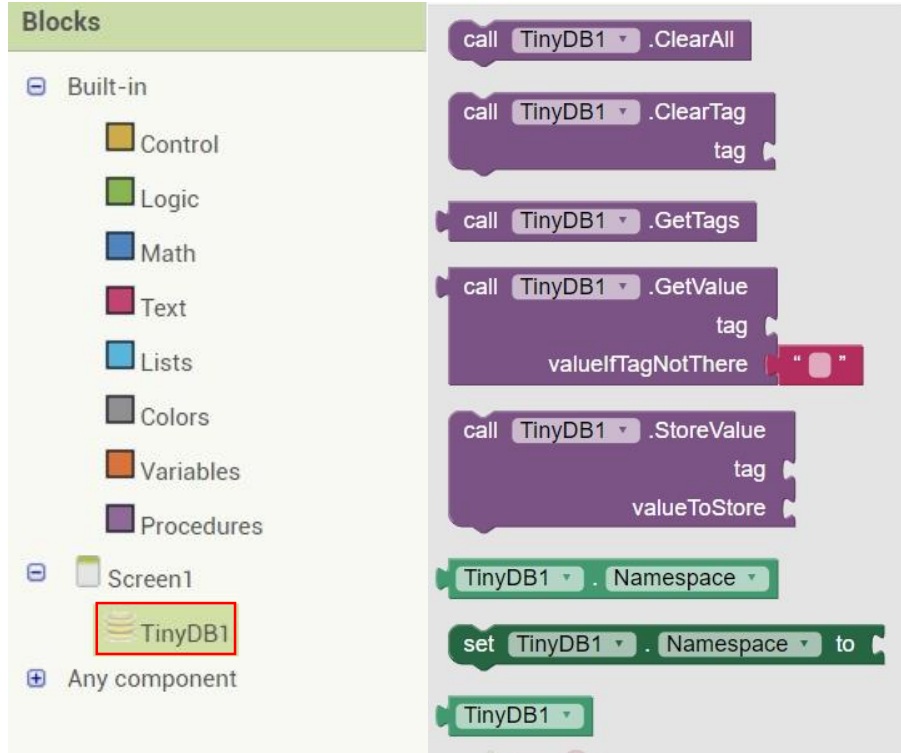 Blocks
Built-in
Control
Logic
Math
Text
Lists
Colors
Variables
Procedures
Screen1
TinyDB1
Any component
call TinyDB1 .ClearAll
call TinyDB1 .ClearTag
tag
call TinyDB1 .GetTags
call TinyDB1 .GetValue
tag
valueIfTagNotThere " "
call TinyDB1 .StoreValue
tag
valueToStore
TinyDB1 . Namespace
set TinyDB1 . Namespace to
TinyDB1